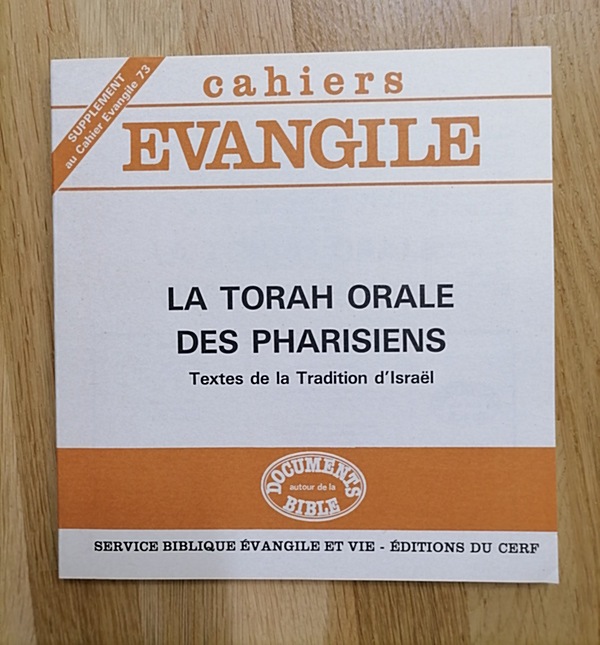 SUPPLEMENT
au Cahier Evangile 73
cahiers
EVANGILE
LA TORAH ORALE
DES PHARISIENS
Textes de la Tradition d'Israël
DOCUMENTS
autour de la
BIBLE
SERVICE BIBLIQUE ÉVANGILE ET VIE - ÉDITIONS DU CERF